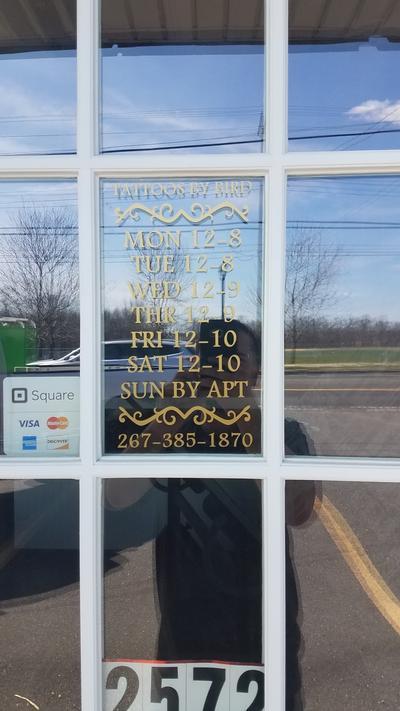 TATTOOS BY BIRD
MON 12-8
TUE 12-8
WED 12-9
THR 12-9
FRI 12-10
SAT 12-10
SUN BY APT
267-385-1870
Square
VISA MasterCard
DISCOVER
2572